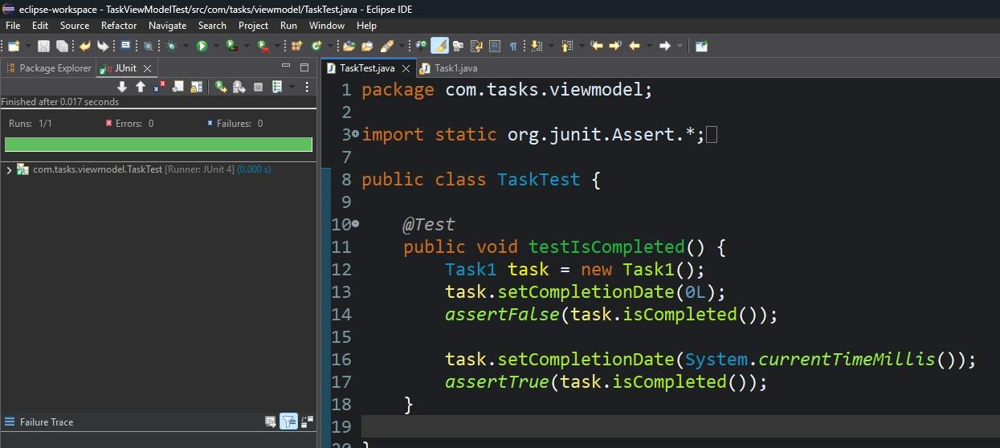 eclipse-workspace - TaskViewModelTest/src/com/tasks/viewmodel/TaskTest.java - Eclipse IDE
File Edit Source Refactor Navigate Search Project Run Window Help
Package Explorer JUnit
Finished after 0.017 seconds
Runs: 1/1 Errors: 0 Failures: 0
com.tasks.viewmodel.TaskTest [Runner: JUnit 4] (0.000 s)
Failure Trace
TaskTest.java Task1.java
1 package com.tasks.viewmodel;
2
3 import static org.junit.Assert.*;
7
8 public class TaskTest {
9
10 @Test
11 public void testIsCompleted() {
12 Task1 task = new Task1();
13 task.setCompletionDate(0L);
14 assertFalse(task.isCompleted());
15
16 task.setCompletionDate(System.currentTimeMillis());
17 assertTrue(task.isCompleted());
18 }
19
20 }